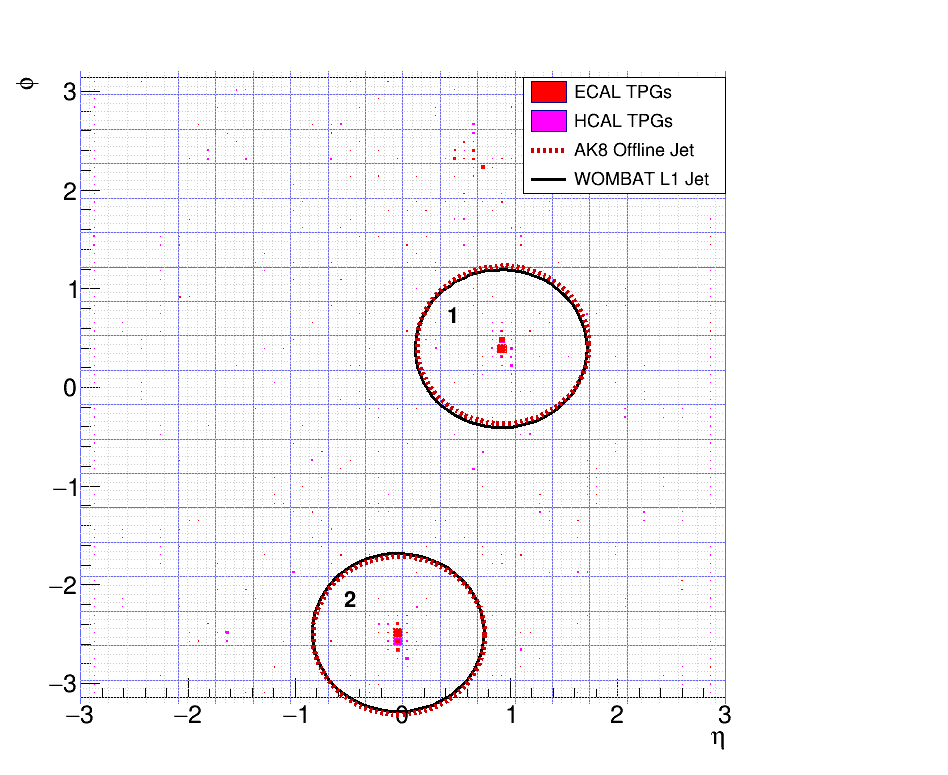 ϕ
3
2
1
0
−1
−2
−3
ECAL TPGs
HCAL TPGs
AK8 Offline Jet
WOMBAT L1 Jet
1
2
−3 −2 −1 0 1 2 3
η